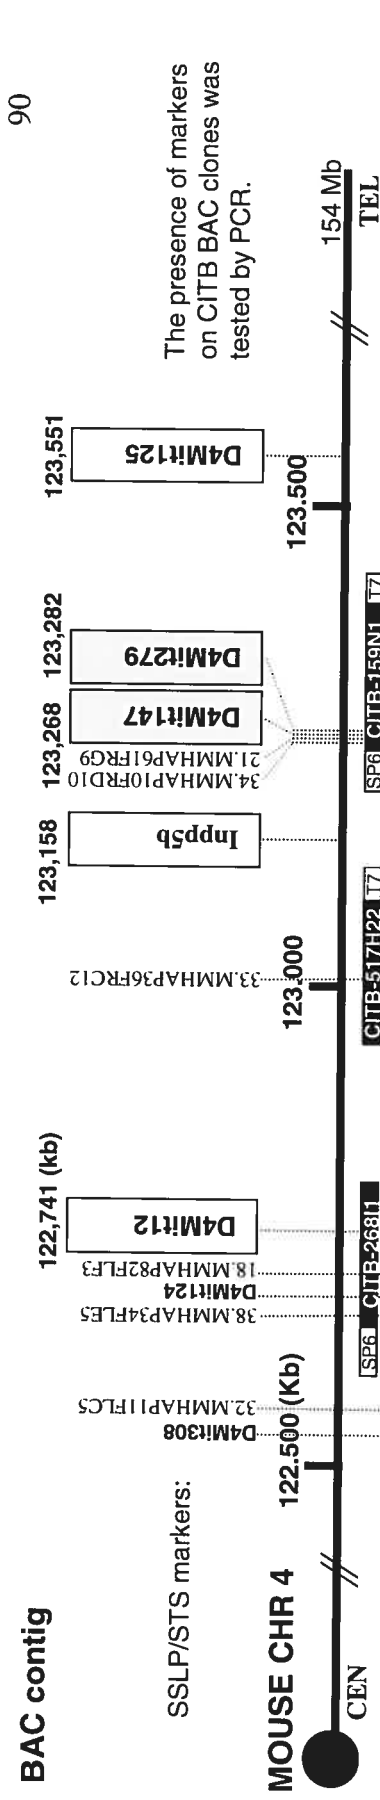 90
BAC contig
122,741 (kb)
123,158
123,268
123,282
123,551
SSLP/STS markers:
D4Mit308
32.MMHAP11FLC5
38.MMHAP34FLE5
D4Mit124
18.MMHAP82FLF3
D4Mit12
33.MMHAP36FRC12
Inpp5b
34.MMHAP10FRD10
21.MMHAP61FRG9
D4Mit147
D4Mit279
D4Mit125
The presence of markers
on CITB BAC clones was
tested by PCR.
MOUSE CHR 4
122.500 (Kb)
123.000
123.500
154 Mb
CEN
TEL
SP6 CITB-268I1
CITB-517H22 T7
SP6 CITB-159N1 T7